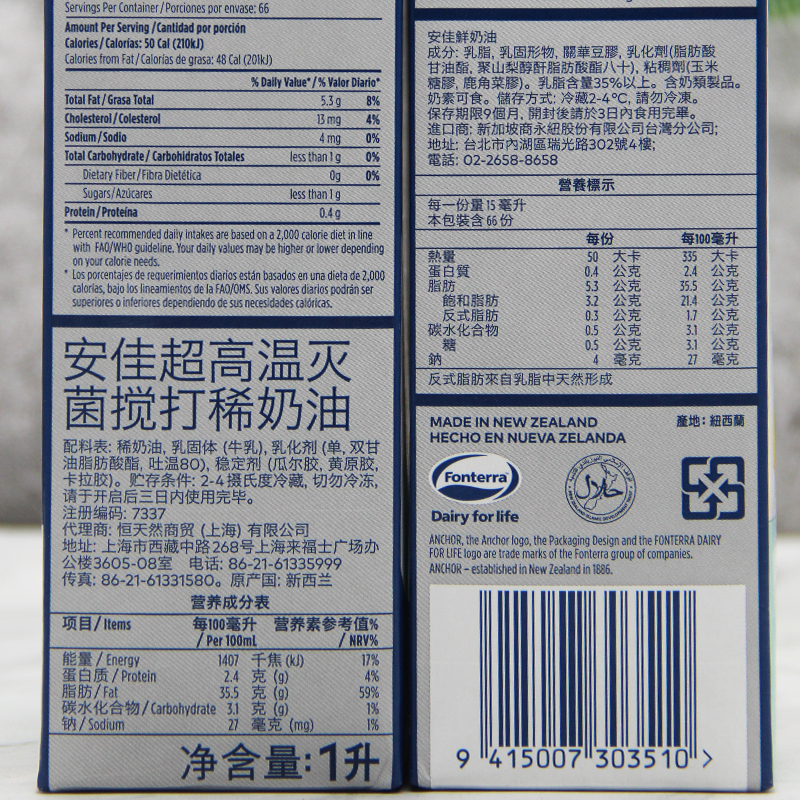 Servings Per Container/Porciones por envase: 66
Amount Per Serving/Cantidad por porción
Calories/Calorías: 50 Cal (210kJ)
Calories from Fat/Calorías de grasa: 48 Cal (201kJ)
% Daily Value*/% Valor Diario*
Total Fat/Grasa Total 5.3 g 8%
Cholesterol/Colesterol 13 mg 4%
Sodium/Sodio 4 mg 0%
Total Carbohydrate/Carbohidratos Totales less than 1 g 0%
Dietary Fiber/Fibra Dietética 0g 0%
Sugars/Azúcares less than 1 g
Protein/Proteína 0.4 g
* Percent recommended daily intakes are based on a 2,000 calorie diet in line
with FAO/WHO guideline. Your daily values may be higher or lower depending
on your calorie needs.
* Los porcentajes de requerimientos diarios están basados en una dieta de 2,000
calorías, bajo los lineamientos de la FAO/OMS. Sus valores diarios podrán ser
superiores o inferiores dependiendo de sus necesidades calóricas.
安佳超高温灭
菌搅打稀奶油
配料表: 稀奶油, 乳固体 (牛乳), 乳化剂 (单, 双甘
油脂肪酸酯, 吐温80), 稳定剂 (瓜尔胶, 黄原胶,
卡拉胶)。贮存条件: 2-4摄氏度冷藏, 切勿冷冻,
请于开启后三日内使用完毕。
注册编码: 7337
代理商: 恒天然商贸 (上海) 有限公司
地址: 上海市西藏中路268号上海来福士广场办
公楼3605-08室 电话: 86-21-61335999
传真: 86-21-61331580。原产国: 新西兰
营养成分表
项目/Items 每100毫升 营养素参考值%
/ Per 100mL / NRV%
能量/Energy 1407 千焦 (kJ) 17%
蛋白质/Protein 2.4 克 (g) 4%
脂肪/Fat 35.5 克 (g) 59%
碳水化合物/Carbohydrate 3.1 克 (g) 1%
钠/Sodium 27 毫克 (mg) 1%
净含量: 1升
安佳鮮奶油
成分: 乳脂, 乳固形物, 關華豆膠, 乳化劑(脂肪酸
甘油酯, 聚山梨醇酐脂肪酸酯八十), 粘稠劑(玉米
糖膠, 鹿角菜膠)。乳脂含量35%以上。含奶類製品。
奶素可食。儲存方式: 冷藏2-4°C, 請勿冷凍。
保存期限9個月, 開封後請於3日內食用完畢。
進口商: 新加坡商永紐股份有限公司台灣分公司;
地址: 台北市內湖區瑞光路302號4樓;
電話: 02-2658-8658
營養標示
每一份量 15 毫升
本包裝含 66 份
每份 每100毫升
熱量 50 大卡 335 大卡
蛋白質 0.4 公克 2.4 公克
脂肪 5.3 公克 35.5 公克
飽和脂肪 3.2 公克 21.4 公克
反式脂肪 0.3 公克 1.7 公克
碳水化合物 0.5 公克 3.1 公克
糖 0.5 公克 3.1 公克
鈉 4 毫克 27 毫克
反式脂肪來自乳脂中天然形成
MADE IN NEW ZEALAND 產地: 紐西蘭
HECHO EN NUEVA ZELANDA
Fonterra
حلال
Dairy for life
ANCHOR, the Anchor logo, the Packaging Design and the FONTERRA DAIRY
FOR LIFE logo are trade marks of the Fonterra group of companies.
ANCHOR – established in New Zealand in 1886.
9 415007 303510 >